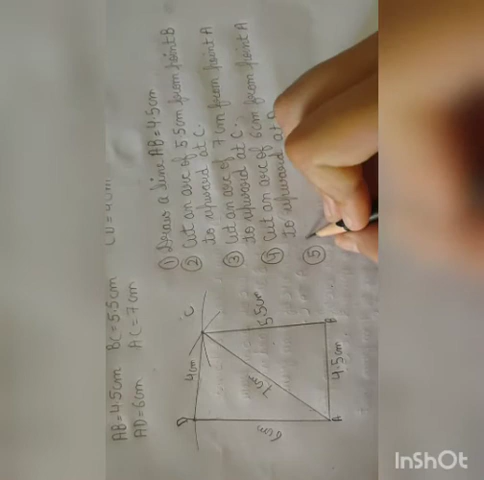 AB=4.5cm BC=5.5cm CD=4cm
AD=6cm AC=7cm
① Draw a line AB=4.5cm
② Cut an arc of 5.5cm from point B
to upward at C.
③ Cut an arc of 7cm from point A
to upward at C.
④ Cut an arc of 6cm from point A
to upward at D
⑤
D
4cm
C
6cm
7cm
5.5cm
A
4.5cm
B
InShOt